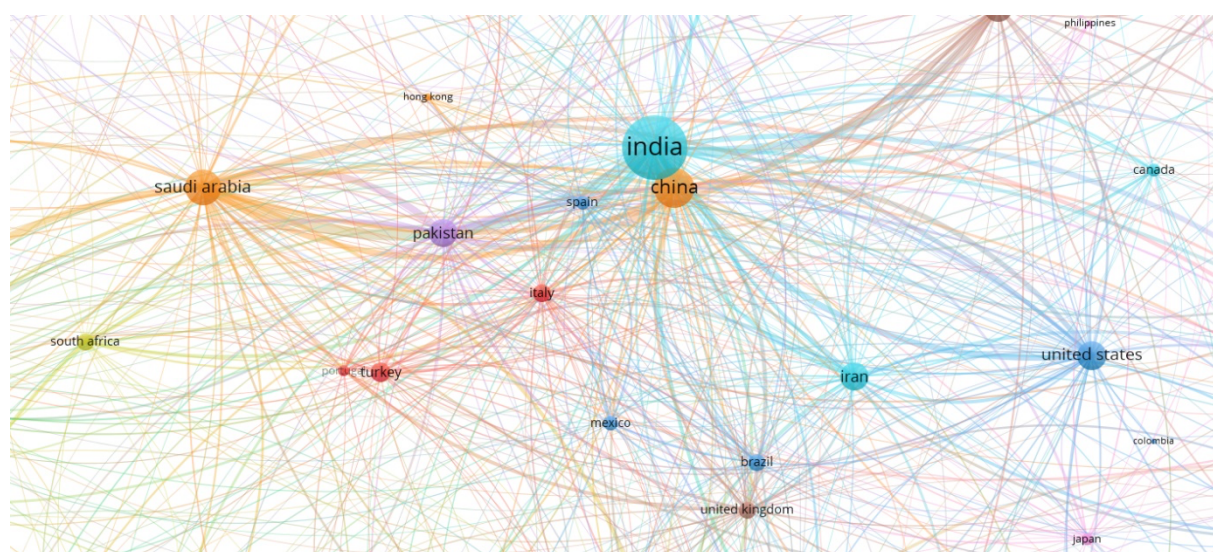 philippines
hong kong
india
canada
saudi arabia
china
spain
pakistan
italy
south africa
united states
turkey
iran
mexico
colombia
brazil
united kingdom
japan